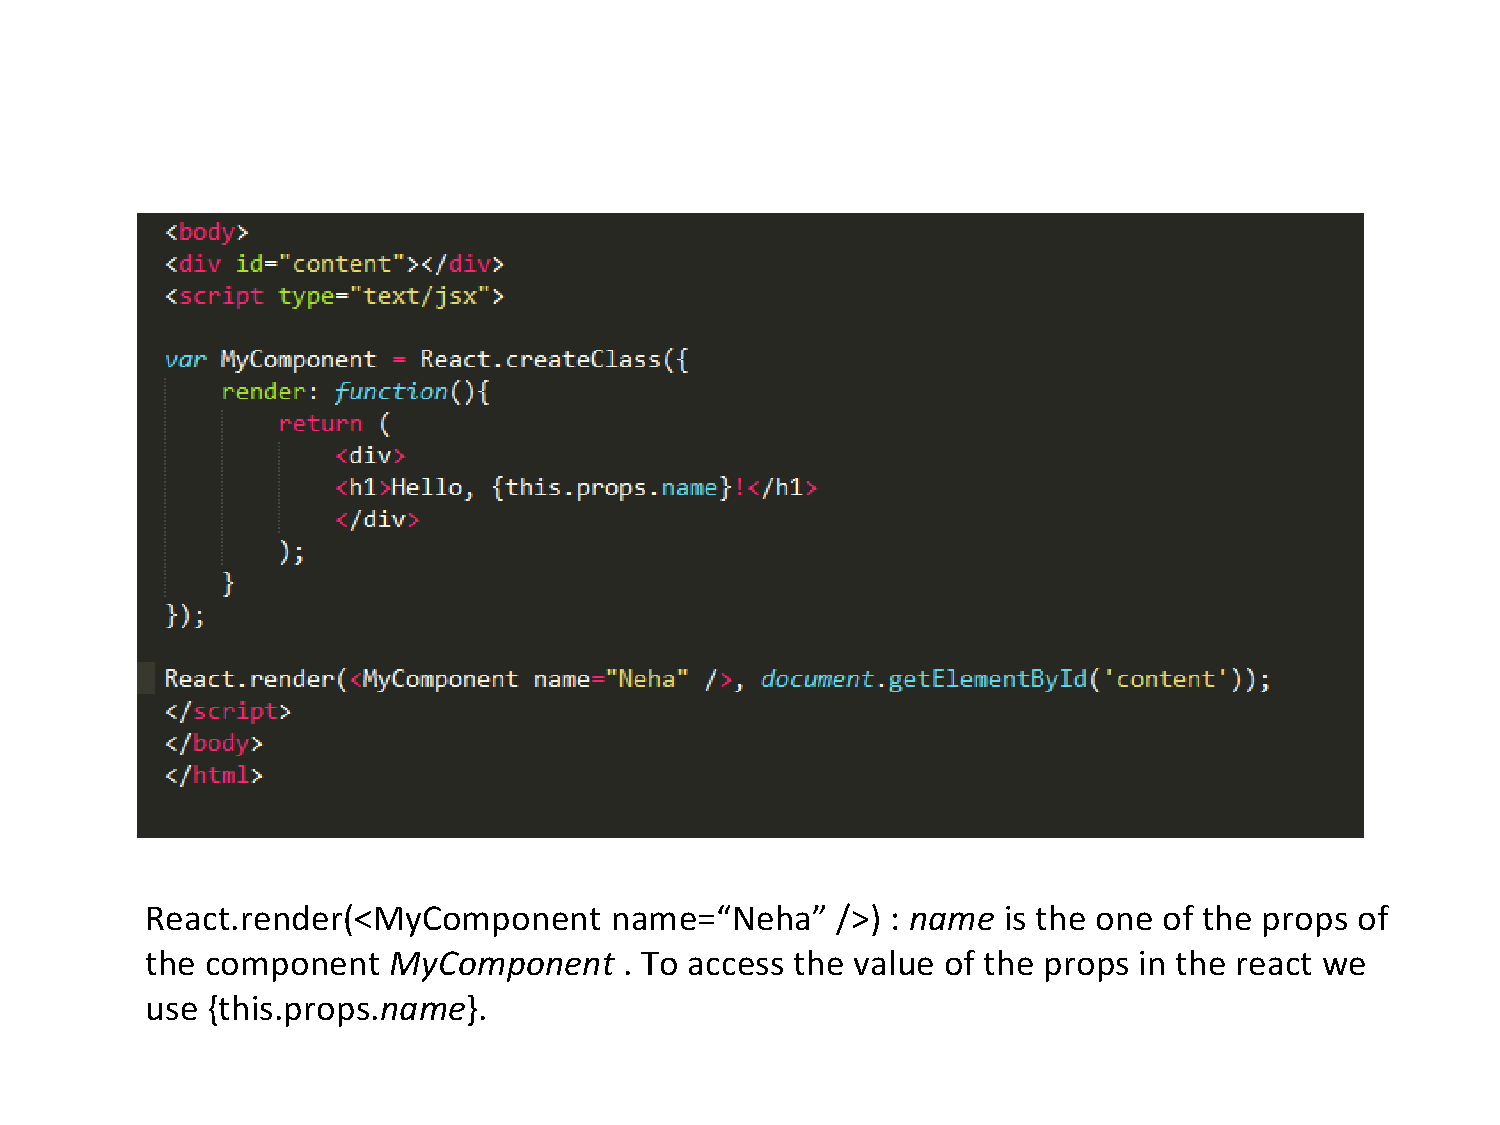 <body>
<div id="content"></div>
<script type="text/jsx">
var MyComponent = React.createClass({
render: function(){
return (
<div>
<h1>Hello, {this.props.name}!</h1>
</div>
);
}
});
React.render(<MyComponent name="Neha" />, document.getElementById('content'));
</script>
</body>
</html>
React.render(<MyComponent name=“Neha” />) : name is the one of the props of
the component MyComponent . To access the value of the props in the react we
use {this.props.name}.